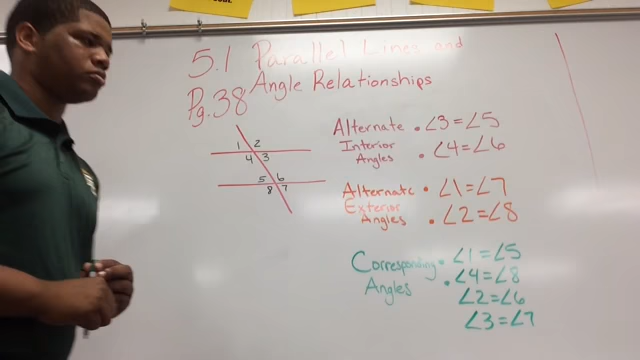 5.1 Parallel Lines and
Pg.38 Angle Relationships
1 2
4 3
5 6
8 7
Alternate • ∠3=∠5
Interior
Angles • ∠4=∠6
Alternate • ∠1=∠7
Exterior
Angles • ∠2=∠8
Corresponding • ∠1=∠5
Angles • ∠4=∠8
∠2=∠6
∠3=∠7